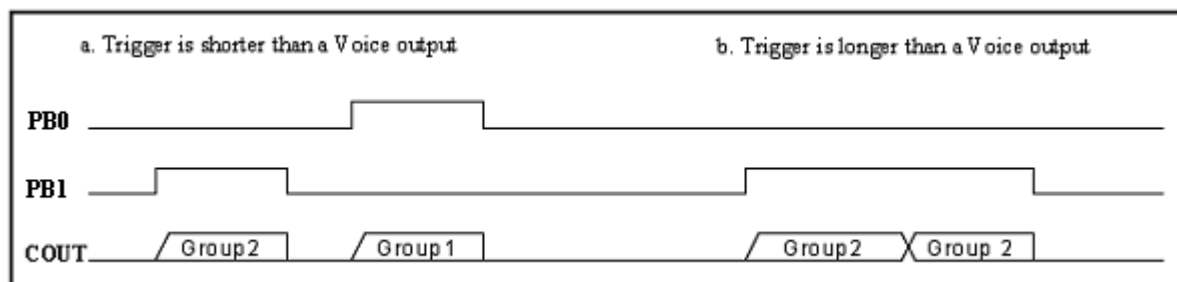 a. Trigger is shorter than a Voice output
b. Trigger is longer than a Voice output
PB0
PB1
COUT
Group2
Group1
Group2
Group 2